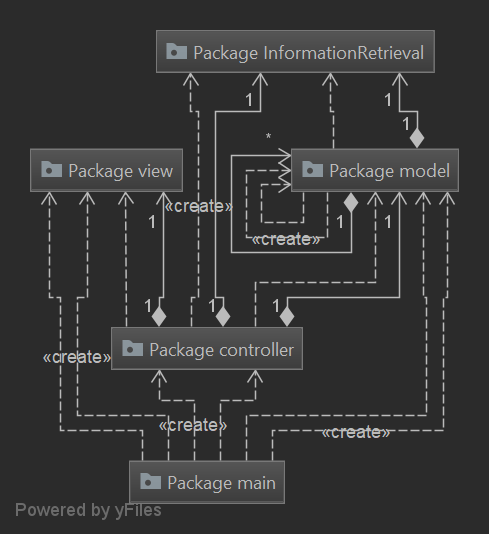 Package InformationRetrieval
1
1
1
*
Package view
Package model
«create»
1
1
1
«create»
1
1
1
Package controller
«create»
«create»
«create»
Package main
Powered by yFiles